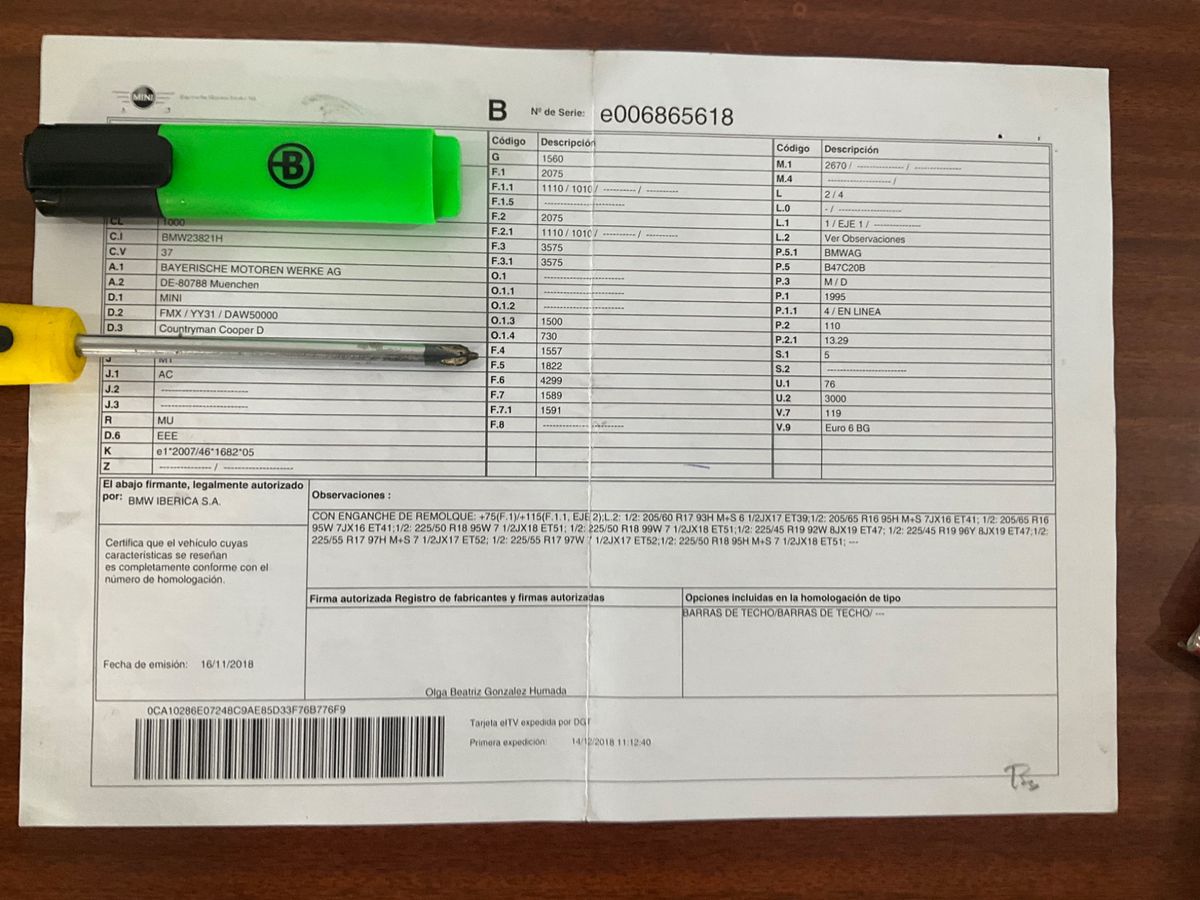 MINI
B Nº de Serie: e006865618
B
CL 1000
C.I BMW23821H
C.V 37
A.1 BAYERISCHE MOTOREN WERKE AG
A.2 DE-80788 Muenchen
D.1 MINI
D.2 FMX / YY31 / DAW50000
D.3 Countryman Cooper D
J M1
J.1 AC
J.2 --------------------
J.3 --------------------
R MU
D.6 EEE
K e1*2007/46*1682*05
Z ------------ / ----------------
Código Descripción
G 1560
F.1 2075
F.1.1 1110 / 1010 / --------- / ---------
F.1.5 --------------------
F.2 2075
F.2.1 1110 / 1010 / --------- / ---------
F.3 3575
F.3.1 3575
O.1 --------------------
O.1.1 --------------------
O.1.2 --------------------
O.1.3 1500
O.1.4 730
F.4 1557
F.5 1822
F.6 4299
F.7 1589
F.7.1 1591
F.8 --------------------
Código Descripción
M.1 2670 / ------------ / ------------
M.4 ---------------- /
L 2 / 4
L.0 - / ----------------
L.1 1 / EJE 1 / ------------
L.2 Ver Observaciones
P.5.1 BMWAG
P.5 B47C20B
P.3 M / D
P.1 1995
P.1.1 4 / EN LINEA
P.2 110
P.2.1 13.29
S.1 5
S.2 --------------------
U.1 76
U.2 3000
V.7 119
V.9 Euro 6 BG
El abajo firmante, legalmente autorizado
por: BMW IBERICA S.A.
Certifica que el vehículo cuyas
características se reseñan
es completamente conforme con el
número de homologación.
Fecha de emisión: 16/11/2018
Observaciones :
CON ENGANCHE DE REMOLQUE: +75(F.1)/+115(F.1.1, EJE 2);L.2: 1/2: 205/60 R17 93H M+S 6 1/2JX17 ET39;1/2: 205/65 R16 95H M+S 7JX16 ET41; 1/2: 205/65 R16
95W 7JX16 ET41;1/2: 225/50 R18 95W 7 1/2JX18 ET51; 1/2: 225/50 R18 99W 7 1/2JX18 ET51;1/2: 225/45 R19 92W 8JX19 ET47; 1/2: 225/45 R19 96Y 8JX19 ET47;1/2:
225/55 R17 97H M+S 7 1/2JX17 ET52; 1/2: 225/55 R17 97W 7 1/2JX17 ET52;1/2: 225/50 R18 95H M+S 7 1/2JX18 ET51; ---
Firma autorizada Registro de fabricantes y firmas autorizadas
Olga Beatriz Gonzalez Humada
Opciones incluidas en la homologación de tipo
BARRAS DE TECHO/BARRAS DE TECHO/ ---
0CA10286E07248C9AE85D33F76B776F9
Tarjeta eITV expedida por DGT
Primera expedición: 14/12/2018 11:12:40